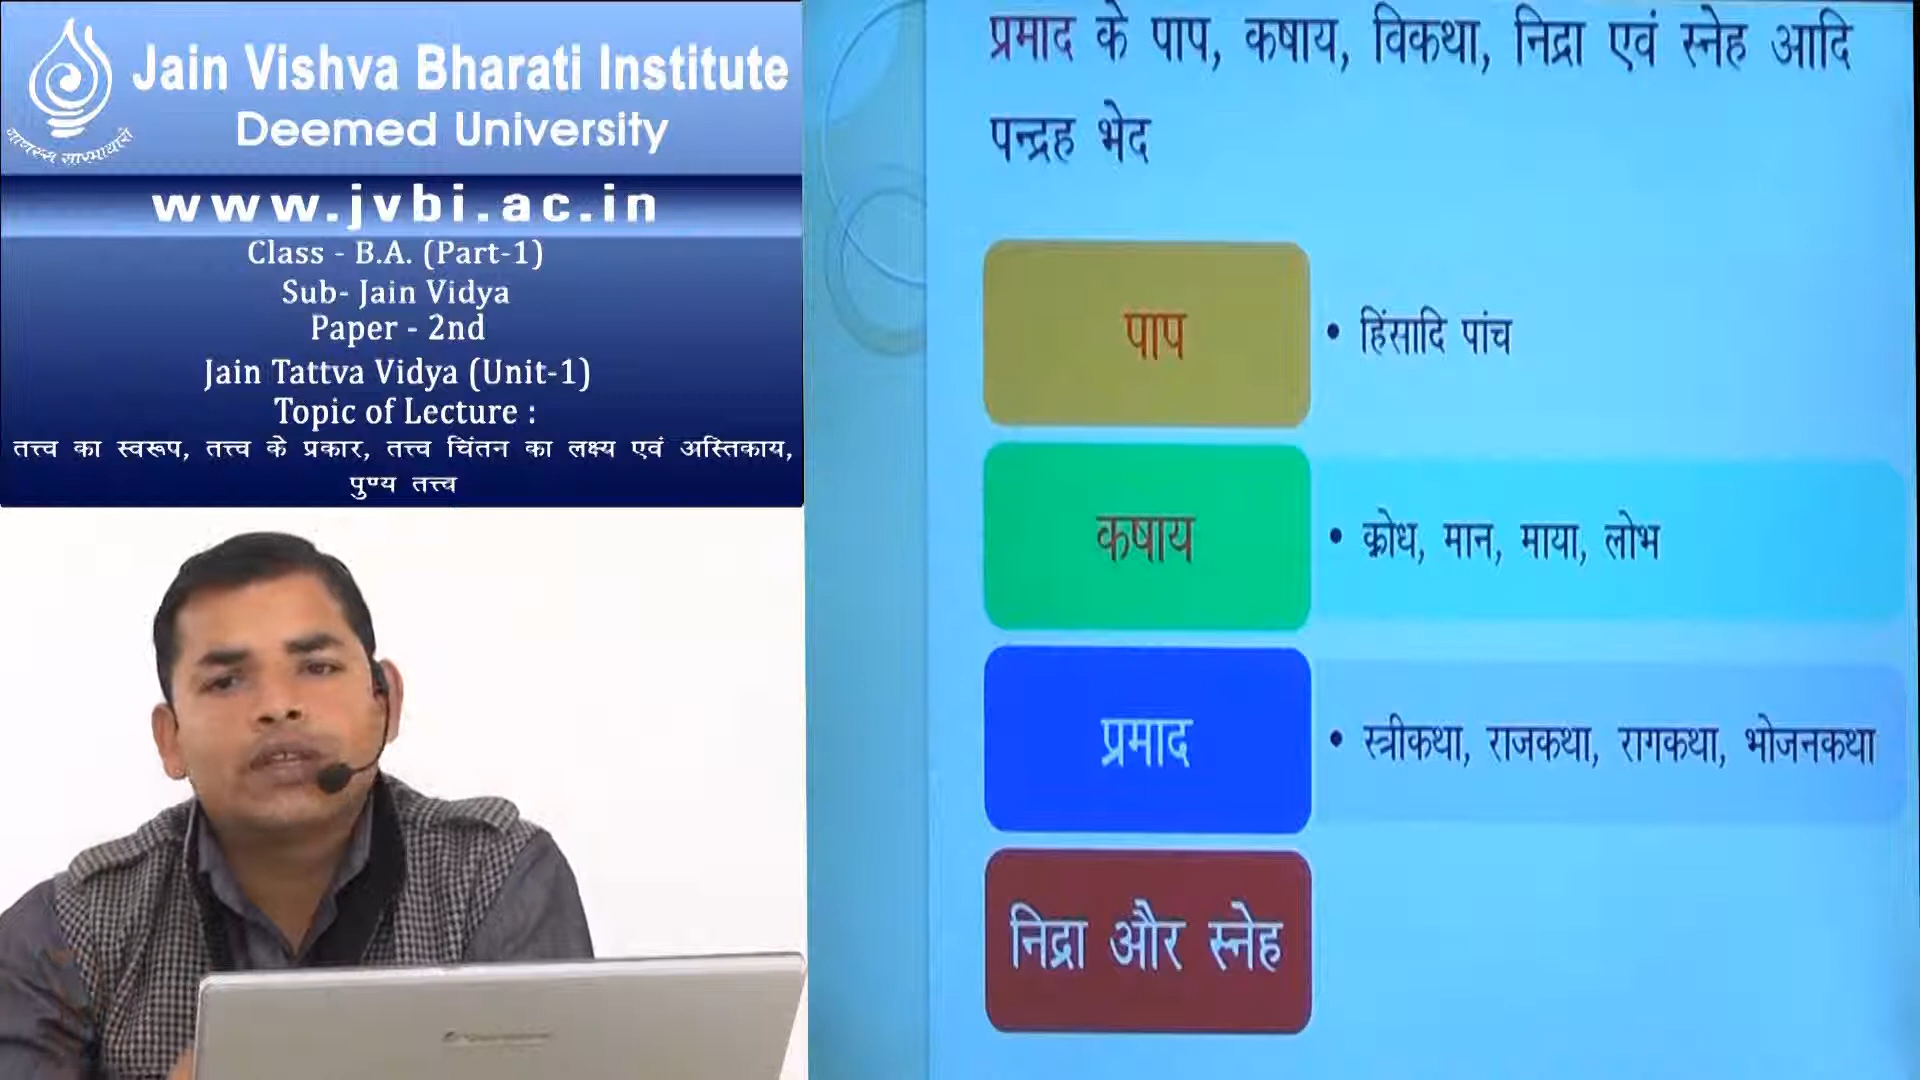 Jain Vishva Bharati Institute
Deemed University
www.jvbi.ac.in
Class - B.A. (Part-1)
Sub- Jain Vidya
Paper - 2nd
Jain Tattva Vidya (Unit-1)
Topic of Lecture :
तत्त्व का स्वरूप, तत्त्व के प्रकार, तत्त्व चिंतन का लक्ष्य एवं अस्तिकाय,
पुण्य तत्त्व
प्रमाद के पाप, कषाय, विकथा, निद्रा एवं स्नेह आदि
पन्द्रह भेद
पाप
• हिंसादि पांच
कषाय
• क्रोध, मान, माया, लोभ
प्रमाद
• स्त्रीकथा, राजकथा, रागकथा, भोजनकथा
निद्रा और स्नेह